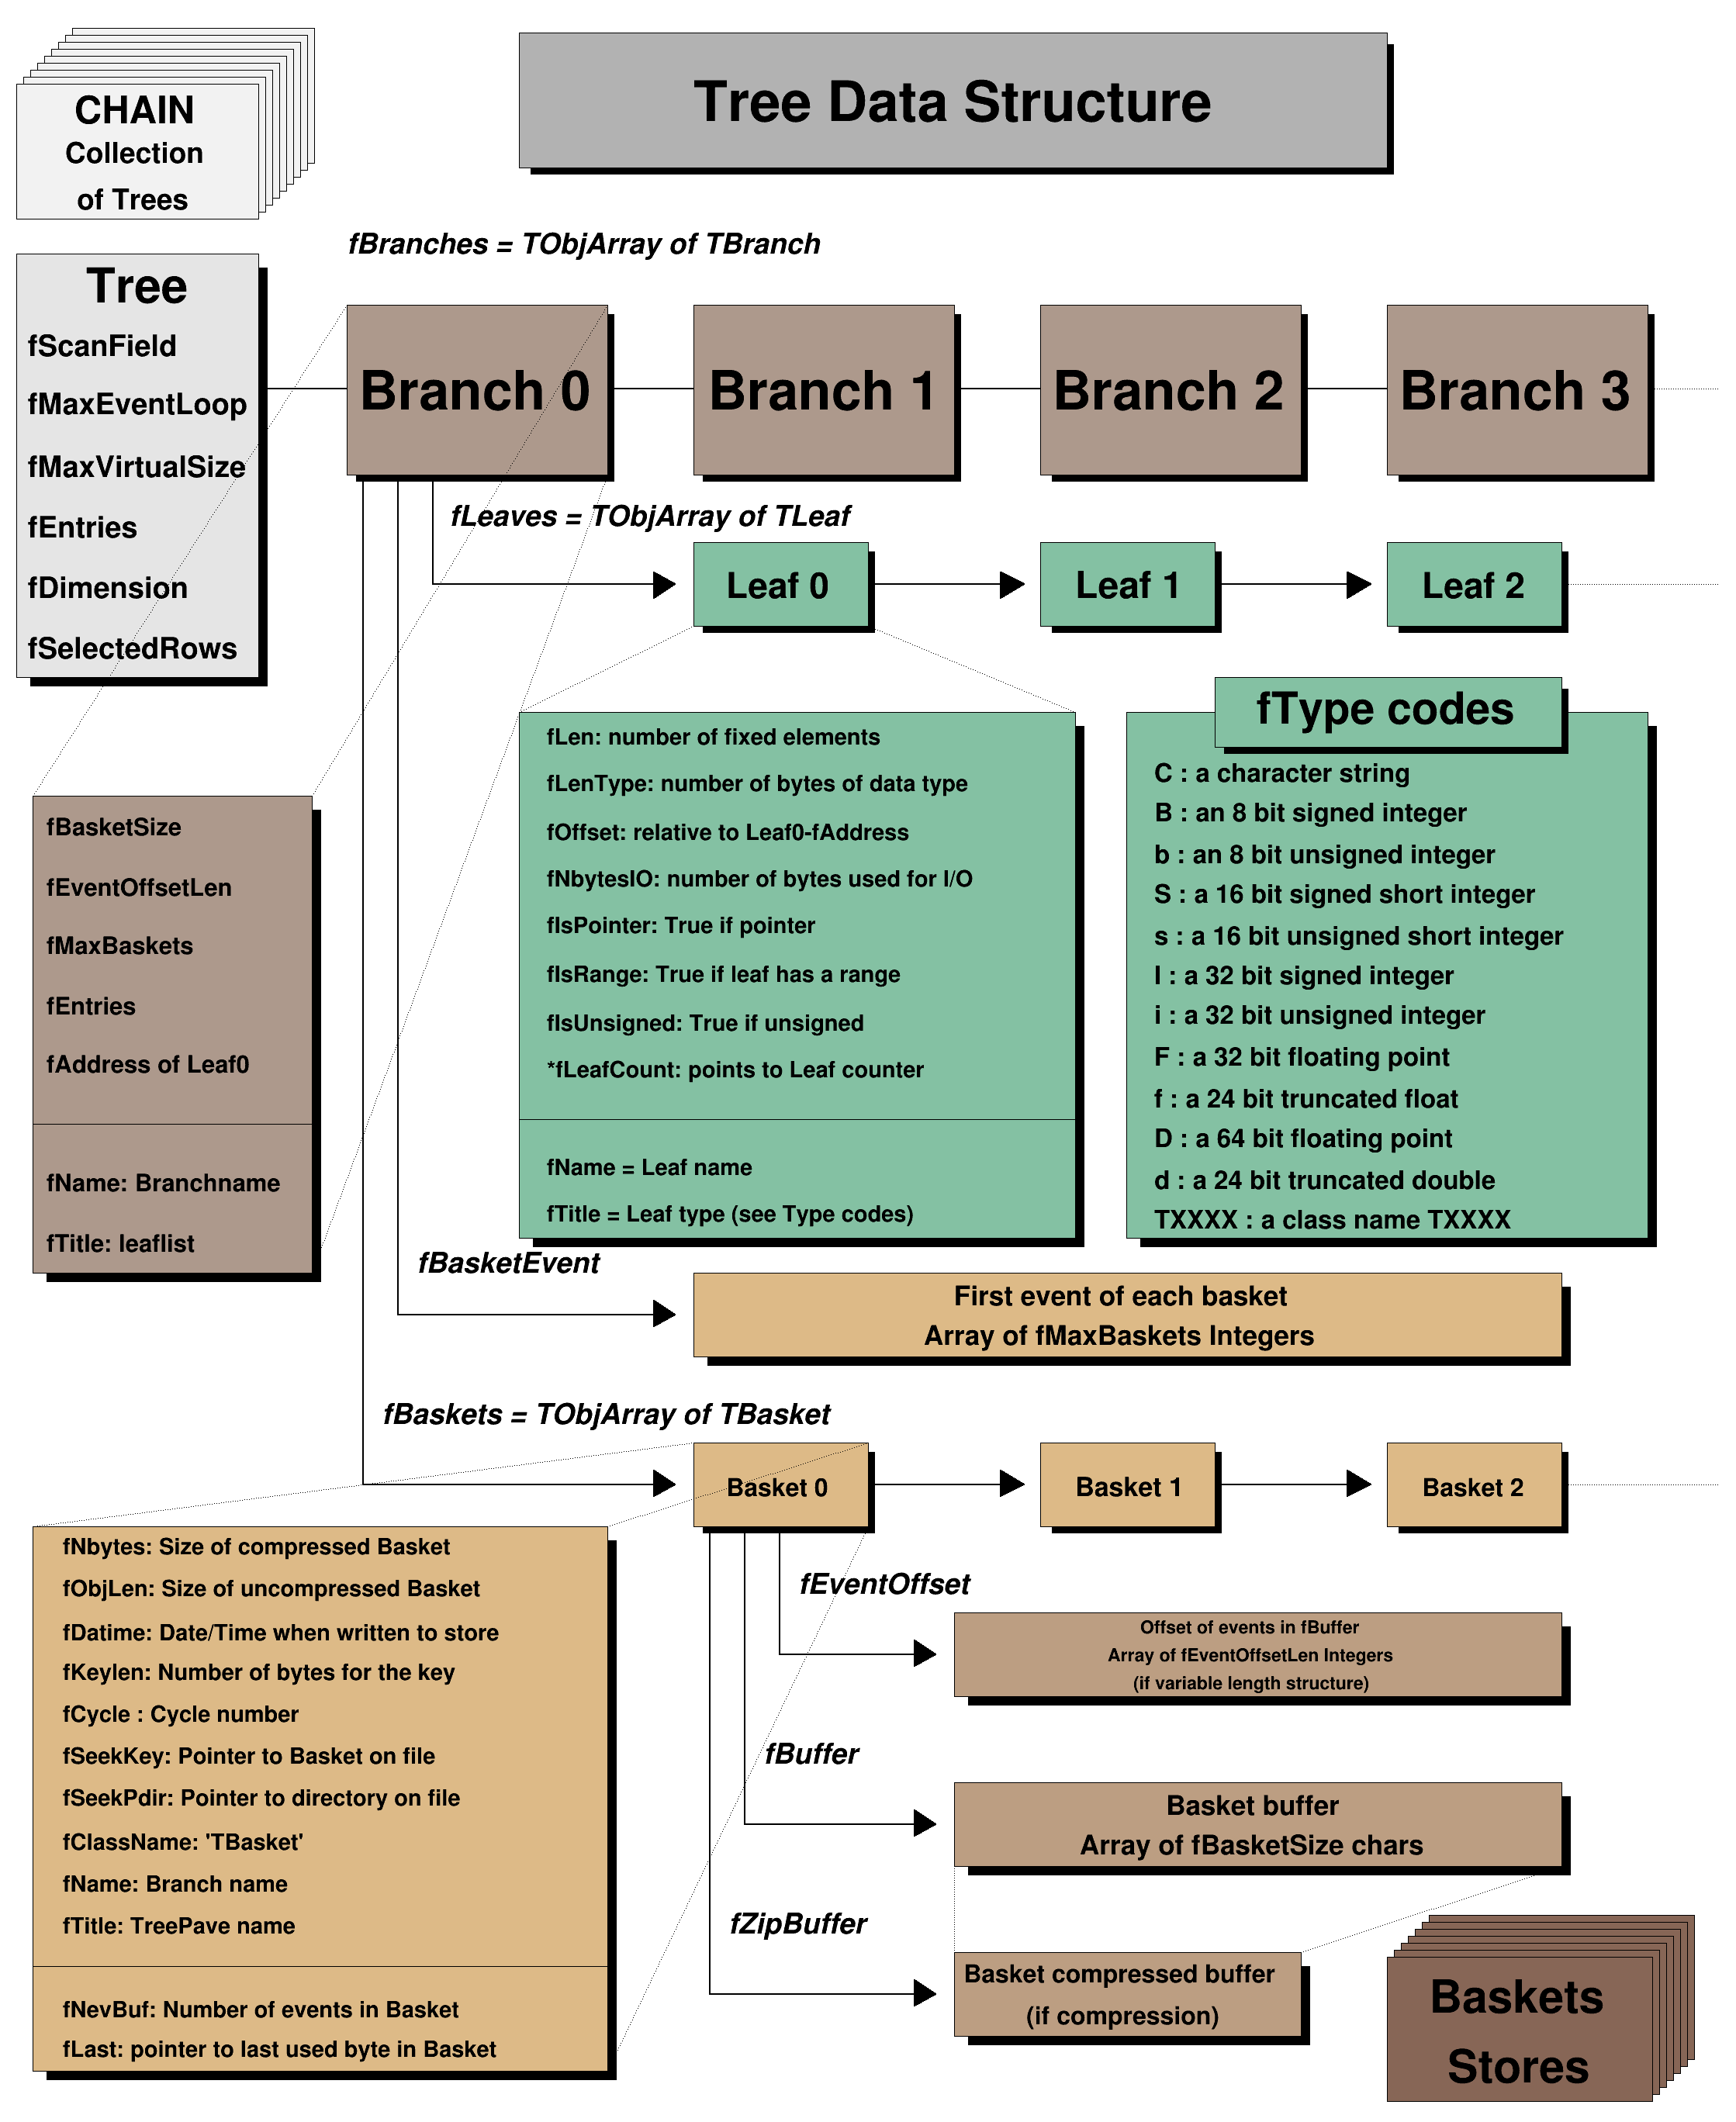 CHAIN
Collection
of Trees
Tree Data Structure
fBranches = TObjArray of TBranch
Tree
fScanField
fMaxEventLoop
fMaxVirtualSize
fEntries
fDimension
fSelectedRows
Branch 0
Branch 1
Branch 2
Branch 3
fLeaves = TObjArray of TLeaf
Leaf 0
Leaf 1
Leaf 2
fBasketSize
fEventOffsetLen
fMaxBaskets
fEntries
fAddress of Leaf0
fName: Branchname
fTitle: leaflist
fLen: number of fixed elements
fLenType: number of bytes of data type
fOffset: relative to Leaf0-fAddress
fNbytesIO: number of bytes used for I/O
fIsPointer: True if pointer
fIsRange: True if leaf has a range
fIsUnsigned: True if unsigned
*fLeafCount: points to Leaf counter
fName = Leaf name
fTitle = Leaf type (see Type codes)
fType codes
C : a character string
B : an 8 bit signed integer
b : an 8 bit unsigned integer
S : a 16 bit signed short integer
s : a 16 bit unsigned short integer
I : a 32 bit signed integer
i : a 32 bit unsigned integer
F : a 32 bit floating point
f : a 24 bit truncated float
D : a 64 bit floating point
d : a 24 bit truncated double
TXXXX : a class name TXXXX
fBasketEvent
First event of each basket
Array of fMaxBaskets Integers
fBaskets = TObjArray of TBasket
Basket 0
Basket 1
Basket 2
fNbytes: Size of compressed Basket
fObjLen: Size of uncompressed Basket
fDatime: Date/Time when written to store
fKeylen: Number of bytes for the key
fCycle : Cycle number
fSeekKey: Pointer to Basket on file
fSeekPdir: Pointer to directory on file
fClassName: 'TBasket'
fName: Branch name
fTitle: TreePave name
fNevBuf: Number of events in Basket
fLast: pointer to last used byte in Basket
fEventOffset
Offset of events in fBuffer
Array of fEventOffsetLen Integers
(if variable length structure)
fBuffer
Basket buffer
Array of fBasketSize chars
fZipBuffer
Basket compressed buffer
(if compression)
Baskets
Stores